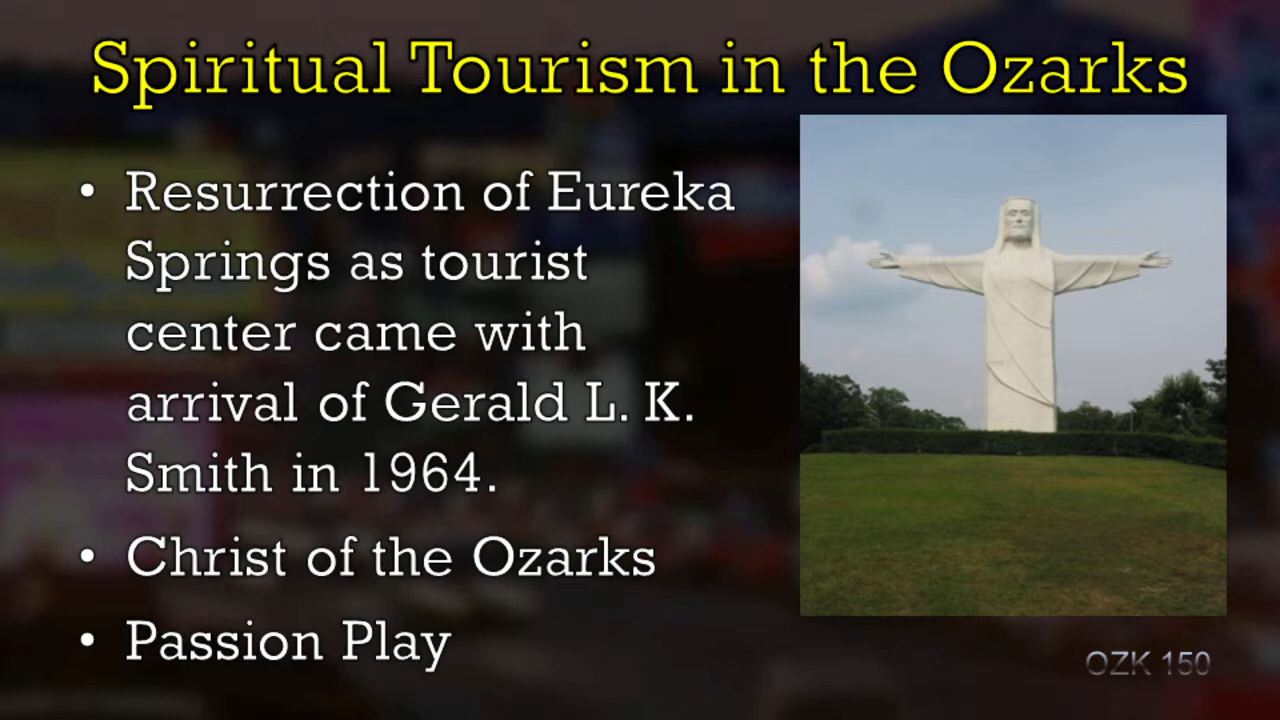 Spiritual Tourism in the Ozarks
• Resurrection of Eureka
Springs as tourist
center came with
arrival of Gerald L. K.
Smith in 1964.
• Christ of the Ozarks
• Passion Play
OZK 150